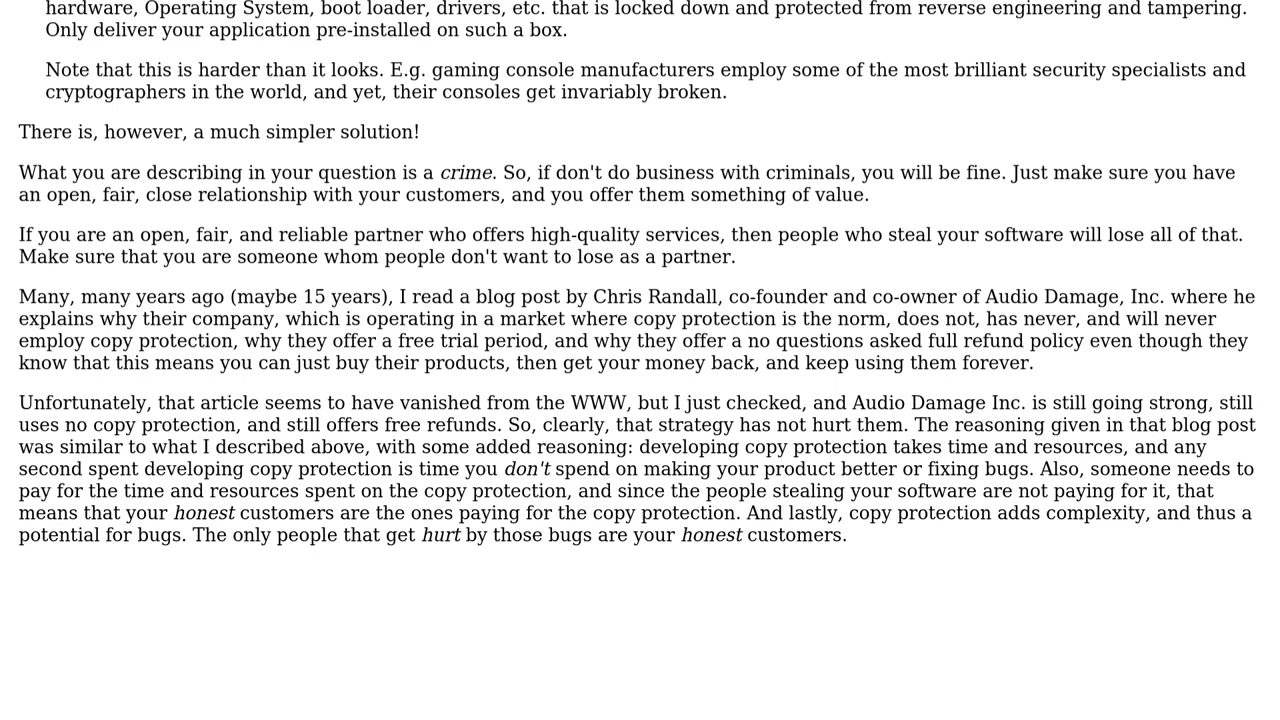 hardware, Operating System, boot loader, drivers, etc. that is locked down and protected from reverse engineering and tampering.
Only deliver your application pre-installed on such a box.
Note that this is harder than it looks. E.g. gaming console manufacturers employ some of the most brilliant security specialists and
cryptographers in the world, and yet, their consoles get invariably broken.
There is, however, a much simpler solution!
What you are describing in your question is a crime. So, if don't do business with criminals, you will be fine. Just make sure you have
an open, fair, close relationship with your customers, and you offer them something of value.
If you are an open, fair, and reliable partner who offers high-quality services, then people who steal your software will lose all of that.
Make sure that you are someone whom people don't want to lose as a partner.
Many, many years ago (maybe 15 years), I read a blog post by Chris Randall, co-founder and co-owner of Audio Damage, Inc. where he
explains why their company, which is operating in a market where copy protection is the norm, does not, has never, and will never
employ copy protection, why they offer a free trial period, and why they offer a no questions asked full refund policy even though they
know that this means you can just buy their products, then get your money back, and keep using them forever.
Unfortunately, that article seems to have vanished from the WWW, but I just checked, and Audio Damage Inc. is still going strong, still
uses no copy protection, and still offers free refunds. So, clearly, that strategy has not hurt them. The reasoning given in that blog post
was similar to what I described above, with some added reasoning: developing copy protection takes time and resources, and any
second spent developing copy protection is time you don't spend on making your product better or fixing bugs. Also, someone needs to
pay for the time and resources spent on the copy protection, and since the people stealing your software are not paying for it, that
means that your honest customers are the ones paying for the copy protection. And lastly, copy protection adds complexity, and thus a
potential for bugs. The only people that get hurt by those bugs are your honest customers.